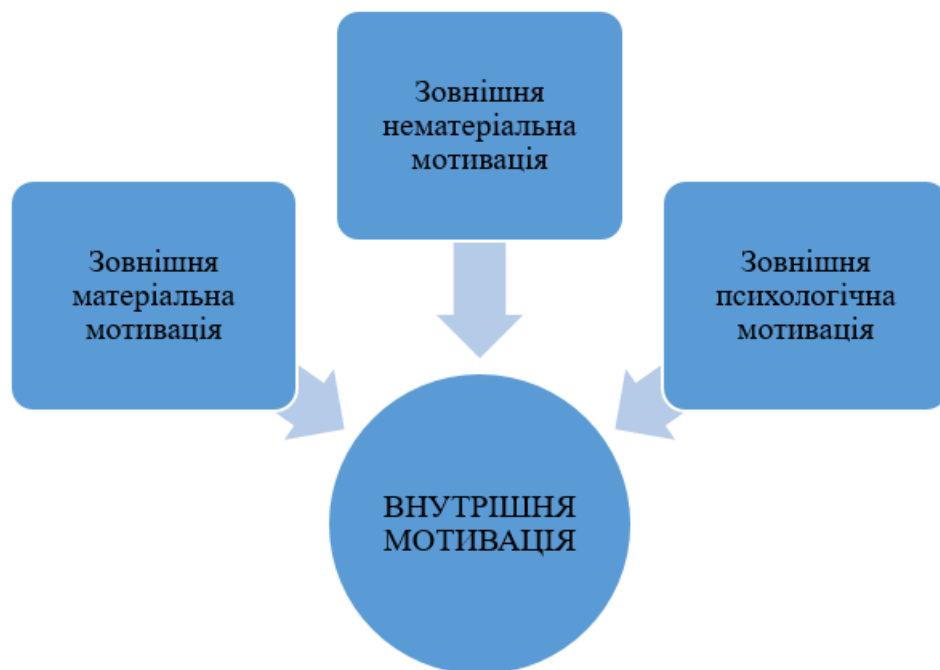 Зовнішня
нематеріальна
мотивація
Зовнішня
матеріальна
мотивація
Зовнішня
психологічна
мотивація
ВНУТРІШНЯ
МОТИВАЦІЯ